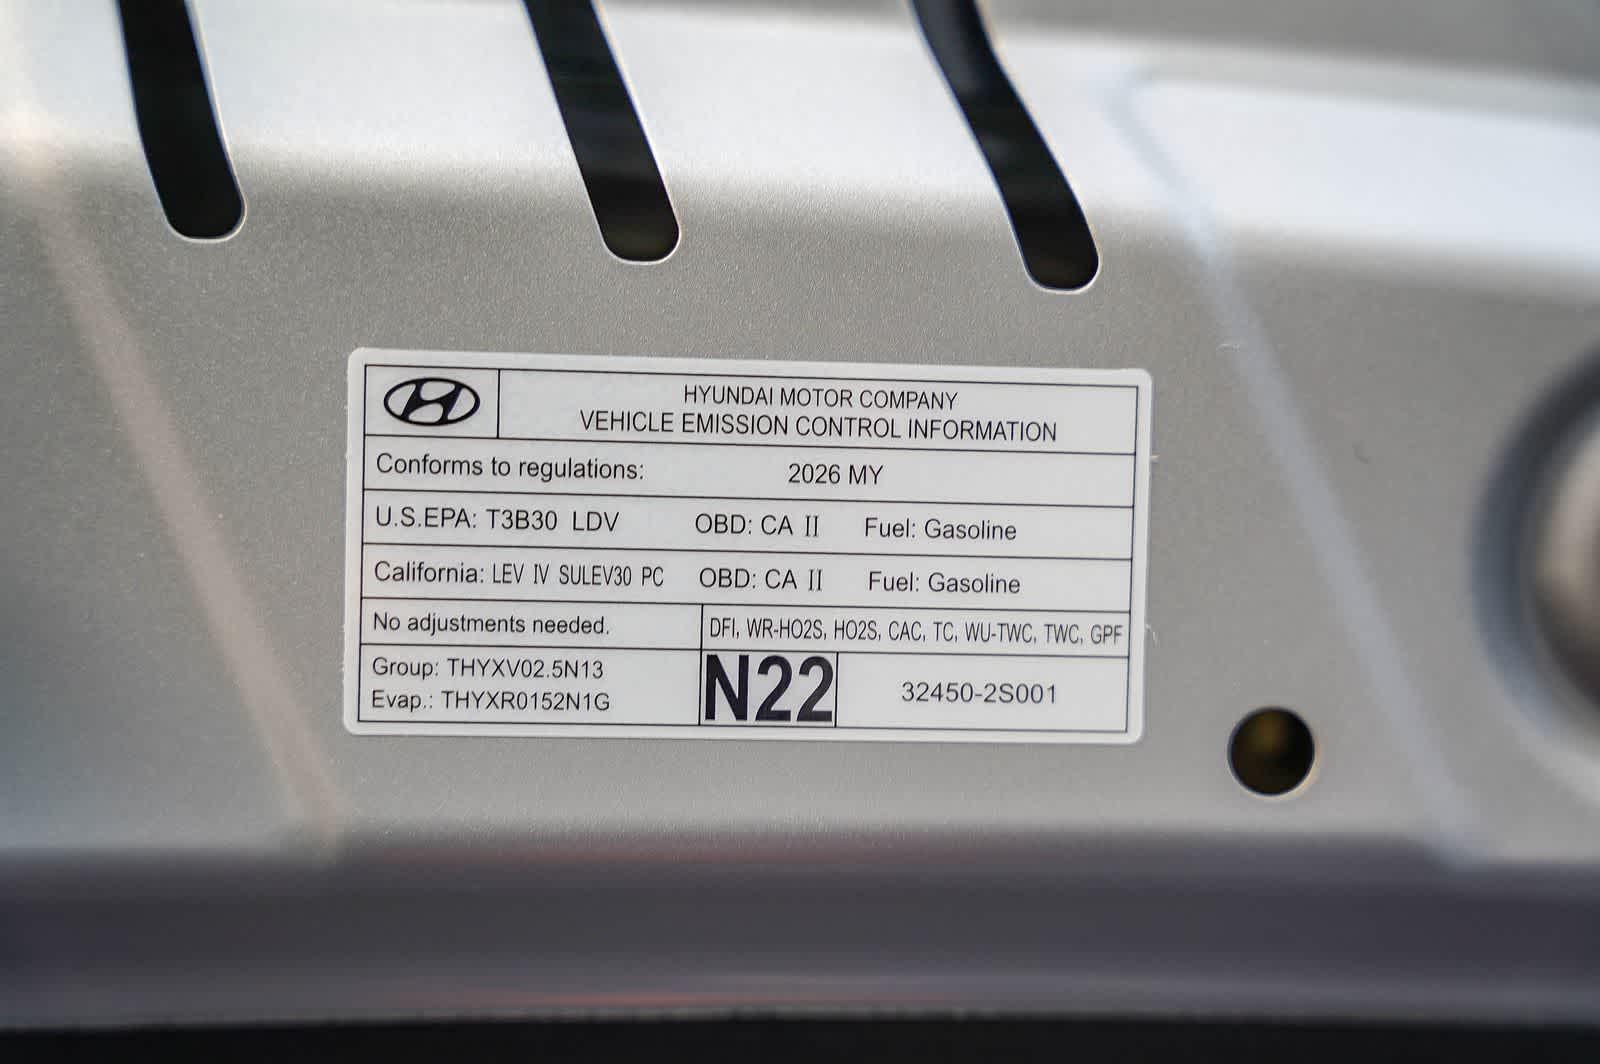 HYUNDAI MOTOR COMPANY
VEHICLE EMISSION CONTROL INFORMATION
Conforms to regulations: 2026 MY
U.S.EPA: T3B30 LDV OBD: CA II Fuel: Gasoline
California: LEV IV SULEV30 PC OBD: CA II Fuel: Gasoline
No adjustments needed. DFI, WR-HO2S, HO2S, CAC, TC, WU-TWC, TWC, GPF
Group: THYXV02.5N13
Evap.: THYXR0152N1G
N22
32450-2S001